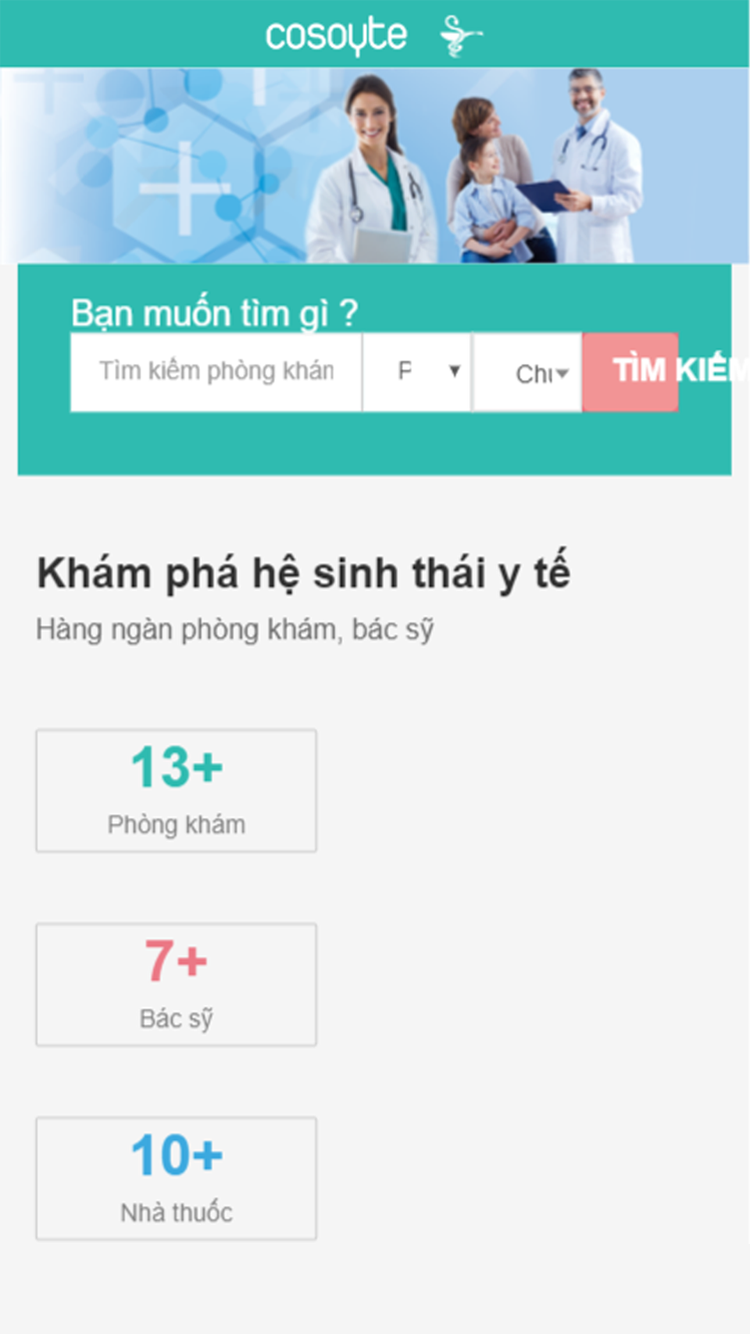 cosoyte
Bạn muốn tìm gì ?
Tìm kiếm phòng khán
P
Chu
TÌM KIẾM
Khám phá hệ sinh thái y tế
Hàng ngàn phòng khám, bác sỹ
13+
Phòng khám
7+
Bác sỹ
10+
Nhà thuốc